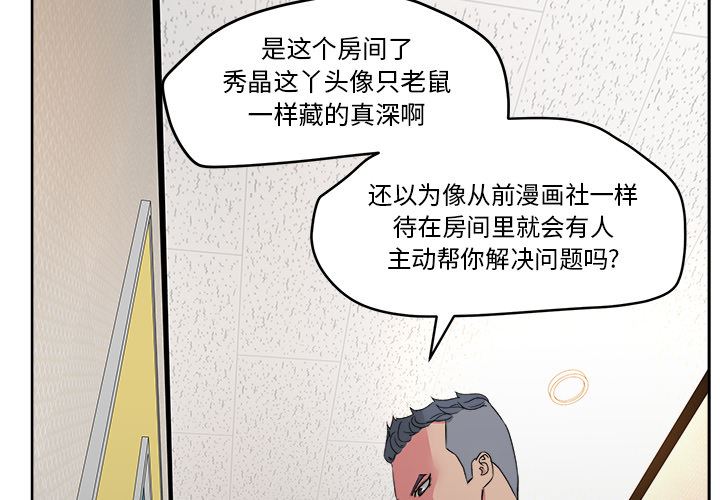 是这个房间了
秀晶这丫头像只老鼠
一样藏的真深啊
还以为像从前漫画社一样
待在房间里就会有人
主动帮你解决问题吗?